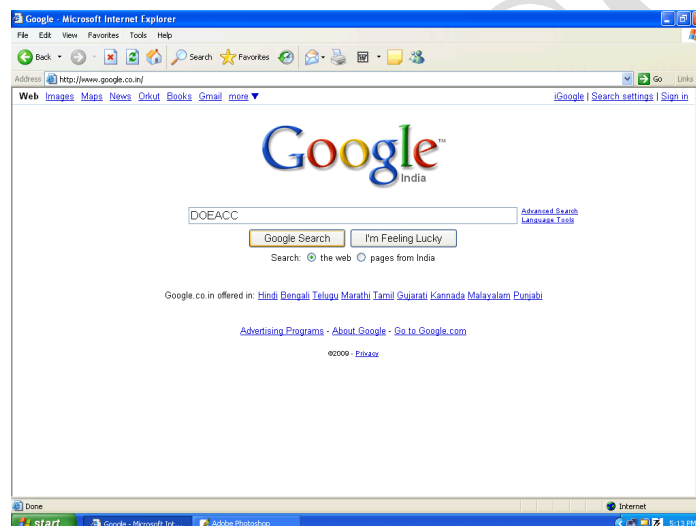 Google - Microsoft Internet Explorer
File Edit View Favorites Tools Help
Back Search Favorites
Address http://www.google.co.in/ Go Links
Web Images Maps News Orkut Books Gmail more ▼ iGoogle | Search settings | Sign in
Google™
India
DOEACC
Advanced Search
Language Tools
Google Search I'm Feeling Lucky
Search: the web pages from India
Google.co.in offered in: Hindi Bengali Telugu Marathi Tamil Gujarati Kannada Malayalam Punjabi
Advertising Programs - About Google - Go to Google.com
©2009 - Privacy
Done Internet
start Google - Microsoft Int... Adobe Photoshop 5:13 PM